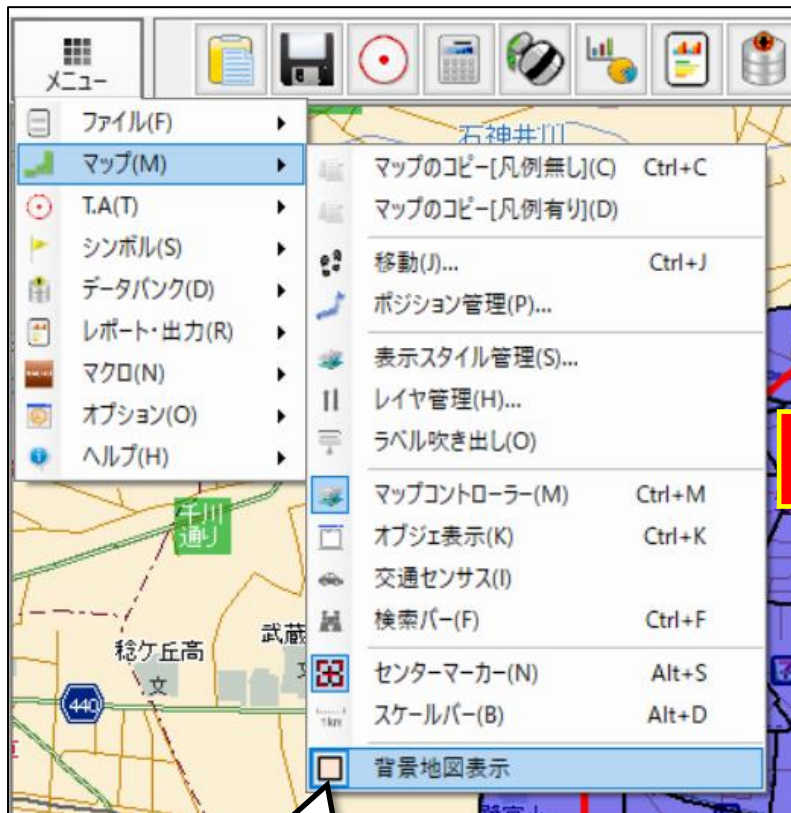 メニュー
石神井川
ファイル(F)
マップ(M)
T.A(T)
シンボル(S)
データバンク(D)
レポート・出力(R)
マクロ(N)
オプション(O)
ヘルプ(H)
マップのコピー[凡例無し](C) Ctrl+C
マップのコピー[凡例有り](D)
移動(J)... Ctrl+J
ポジション管理(P)...
表示スタイル管理(S)...
レイヤ管理(H)...
ラベル吹き出し(O)
マップコントローラー(M) Ctrl+M
オブジェ表示(K) Ctrl+K
交通センサス(I)
検索バー(F) Ctrl+F
センターマーカー(N) Alt+S
スケールバー(B) Alt+D
1km
背景地図表示
千川
通り
武蔵
稔ケ丘高
文
440